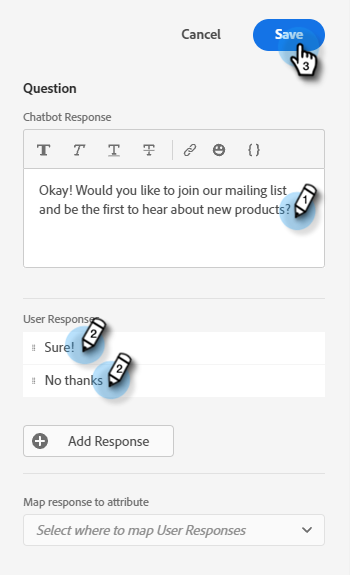 Cancel Save
3
Question
Chatbot Response
T T T T { }
Okay! Would you like to join our mailing list
and be the first to hear about new products?
1
User Response
Sure!
2
No thanks
2
Add Response
Map response to attribute
Select where to map User Responses